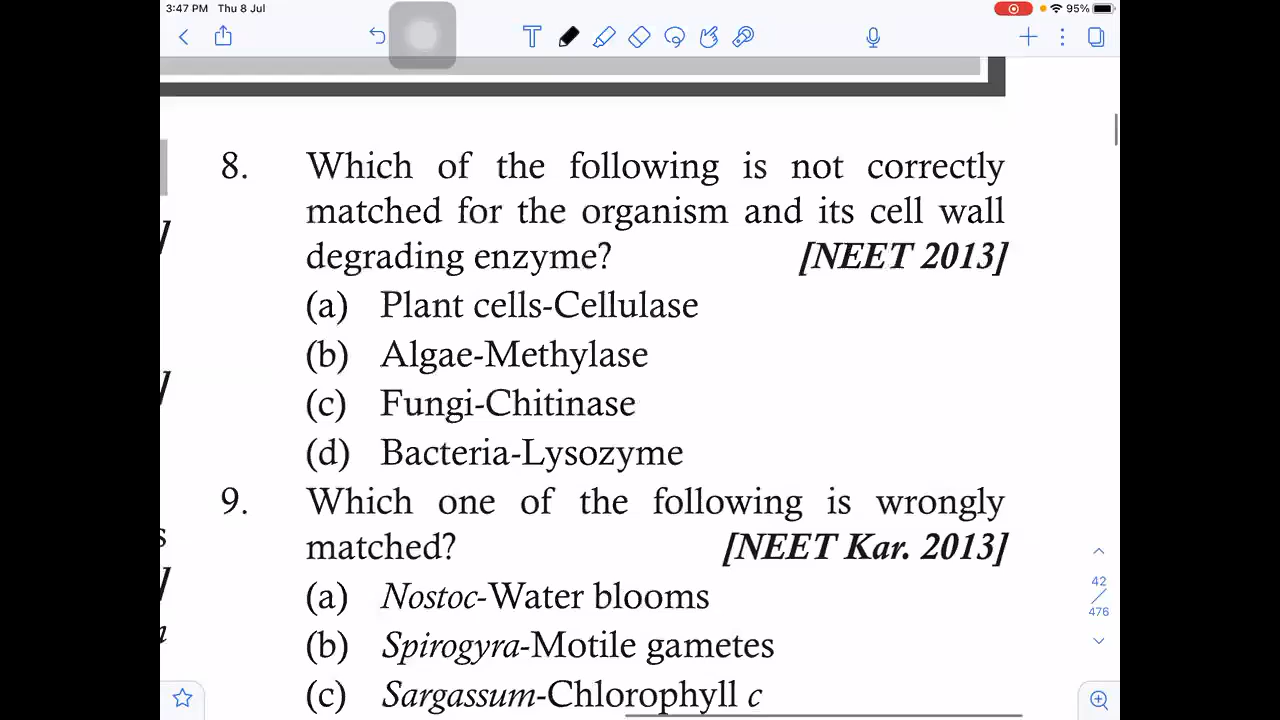 3:47 PM Thu 8 Jul
95%
T
8. Which of the following is not correctly
matched for the organism and its cell wall
degrading enzyme? [NEET 2013]
(a) Plant cells-Cellulase
(b) Algae-Methylase
(c) Fungi-Chitinase
(d) Bacteria-Lysozyme
9. Which one of the following is wrongly
matched? [NEET Kar. 2013]
(a) Nostoc-Water blooms
(b) Spirogyra-Motile gametes
(c) Sargassum-Chlorophyll c
]
]
s
]
42
476